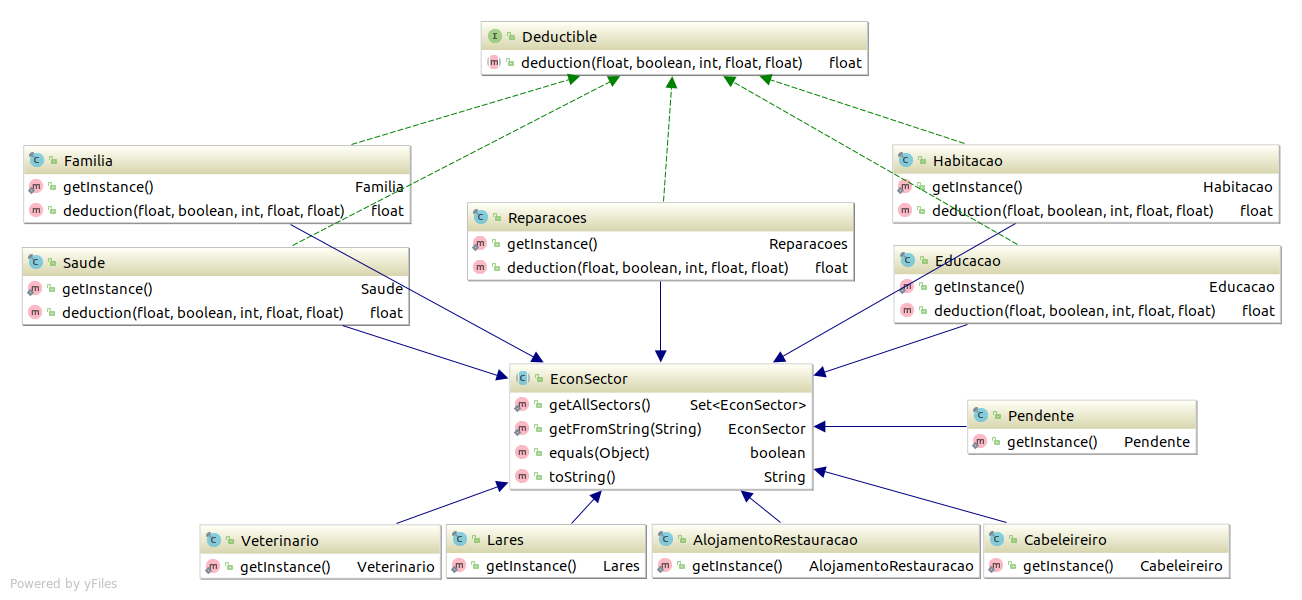 Deductible
deduction(float, boolean, int, float, float) float
Familia
getInstance() Familia
deduction(float, boolean, int, float, float) float
Habitacao
getInstance() Habitacao
deduction(float, boolean, int, float, float) float
Reparacoes
getInstance() Reparacoes
deduction(float, boolean, int, float, float) float
Saude
getInstance() Saude
deduction(float, boolean, int, float, float) float
Educacao
getInstance() Educacao
deduction(float, boolean, int, float, float) float
EconSector
getAllSectors() Set<EconSector>
getFromString(String) EconSector
equals(Object) boolean
toString() String
Pendente
getInstance() Pendente
Veterinario
getInstance() Veterinario
Lares
getInstance() Lares
AlojamentoRestauracao
getInstance() AlojamentoRestauracao
Cabeleireiro
getInstance() Cabeleireiro
Powered by yFiles